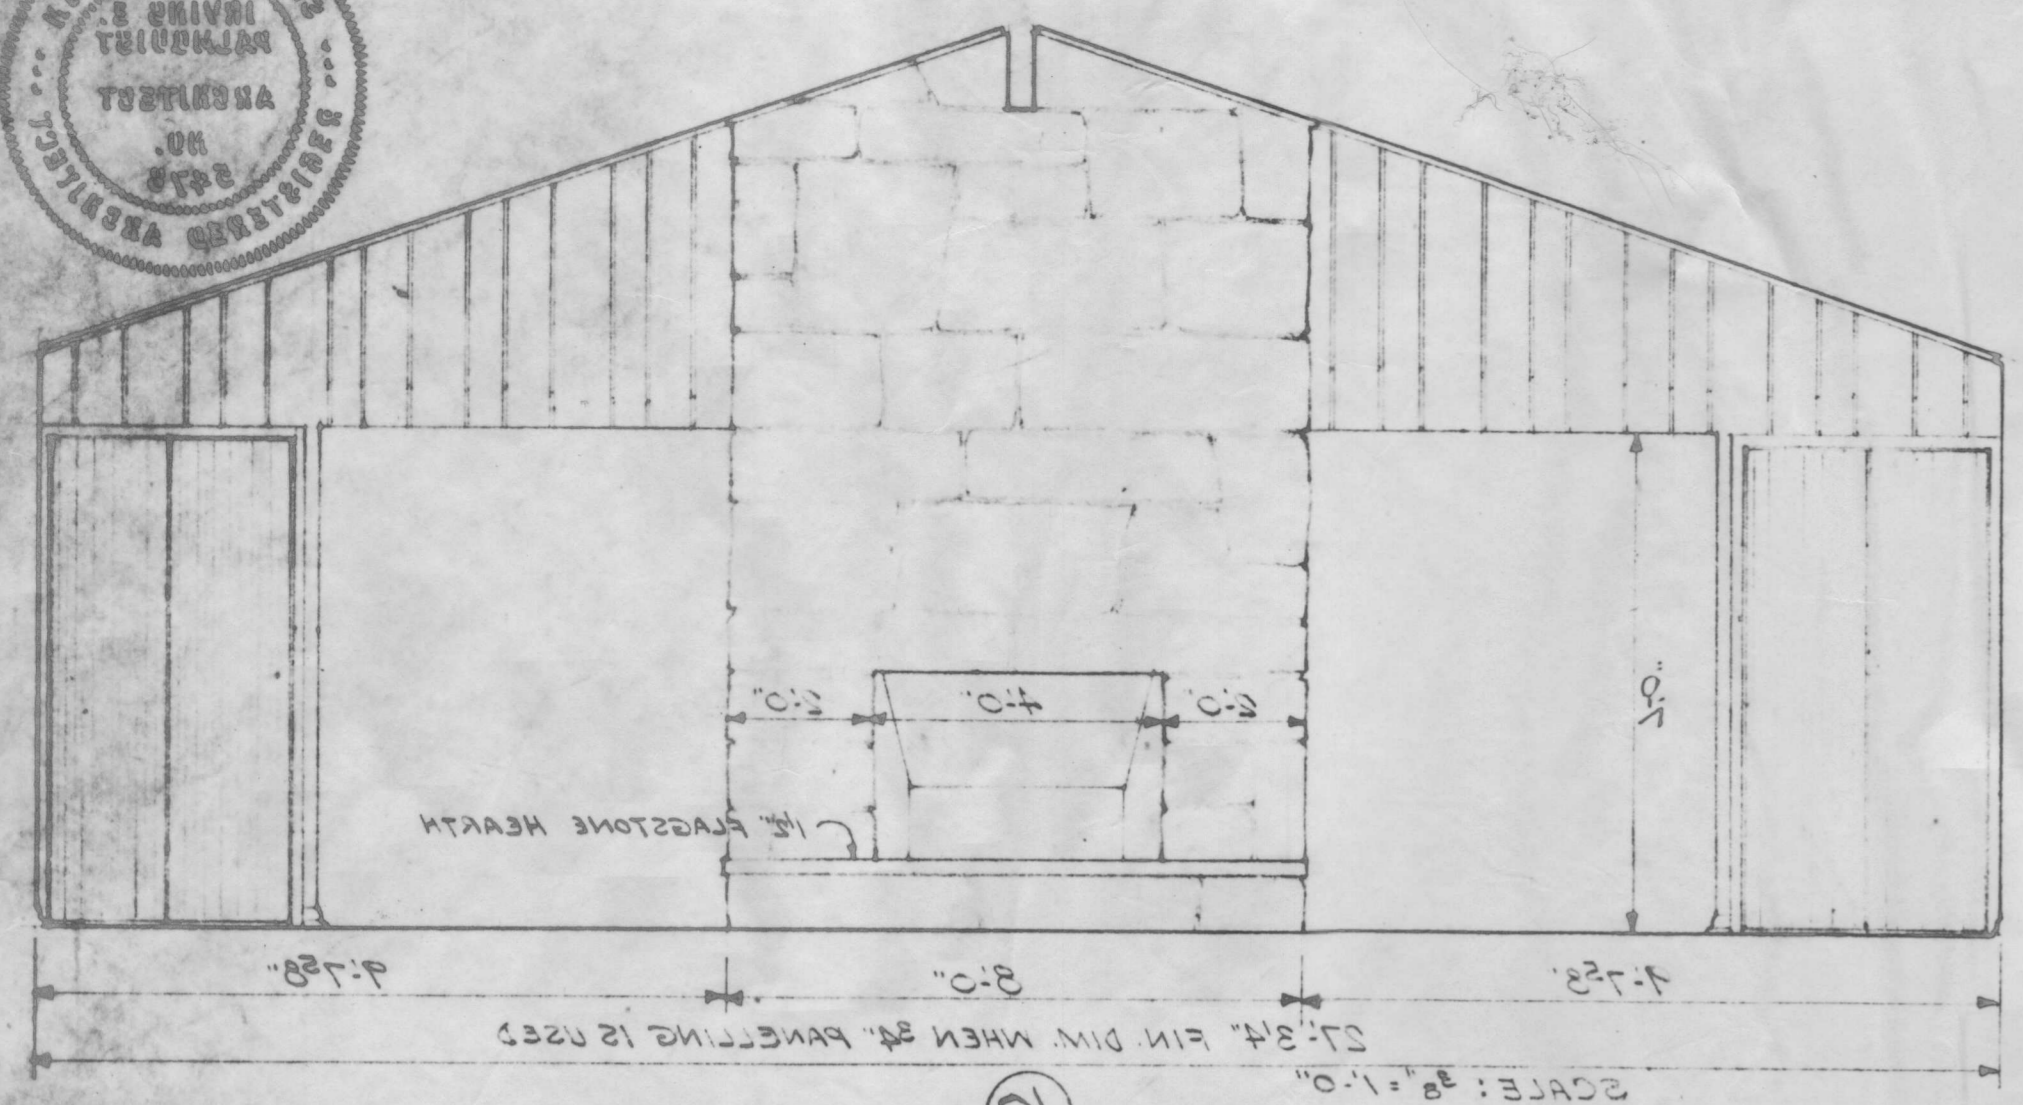 IRVING E.
PALMQUIST
ARCHITECT
NO.
5478
REGISTERED ARCHITECT
2'-0" 4'-0" 2'-0"
7'-0"
1½" FLAGSTONE HEARTH
9'-7⅝" 8'-0" 9'-7⅝"
27'-3¼" FIN. DIM. WHEN ¾" PANELLING IS USED
SCALE: ⅜" = 1'-0"